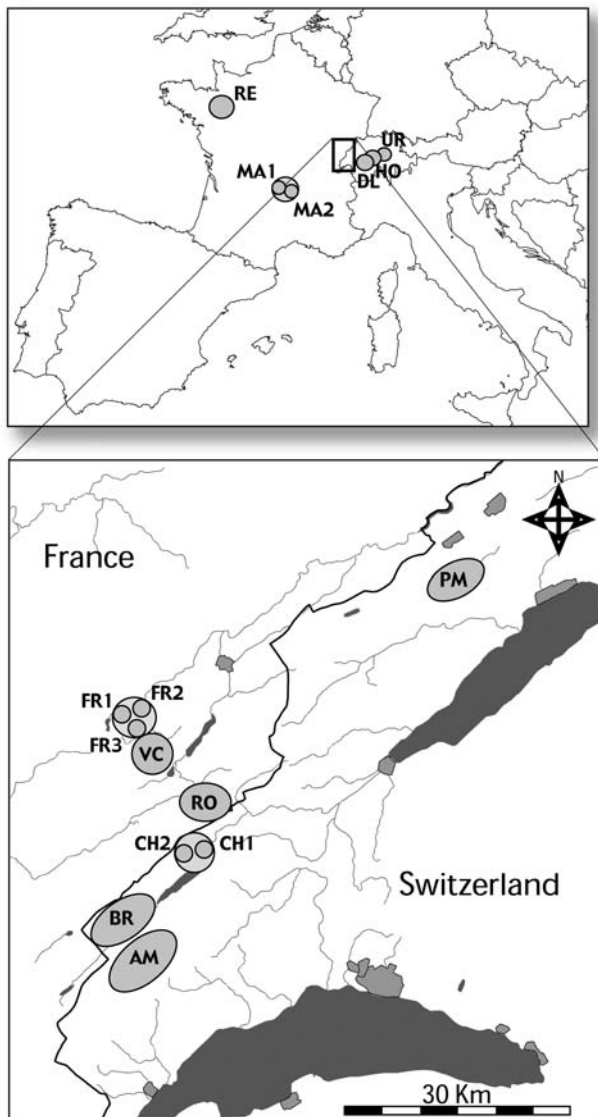 RE
UR
HO
DL
MA1
MA2
N
France
PM
FR1
FR2
FR3
VC
RO
CH2
CH1
Switzerland
BR
AM
30 Km